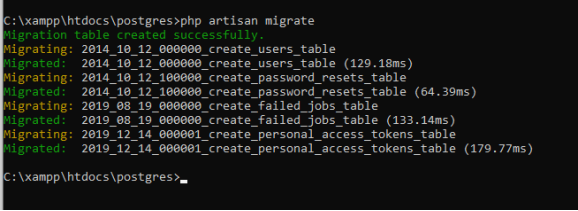 C:\xampp\htdocs\postgres>php artisan migrate
Migration table created successfully.
Migrating: 2014_10_12_000000_create_users_table
Migrated:  2014_10_12_000000_create_users_table (129.18ms)
Migrating: 2014_10_12_100000_create_password_resets_table
Migrated:  2014_10_12_100000_create_password_resets_table (64.39ms)
Migrating: 2019_08_19_000000_create_failed_jobs_table
Migrated:  2019_08_19_000000_create_failed_jobs_table (133.14ms)
Migrating: 2019_12_14_000001_create_personal_access_tokens_table
Migrated:  2019_12_14_000001_create_personal_access_tokens_table (179.77ms)
C:\xampp\htdocs\postgres>